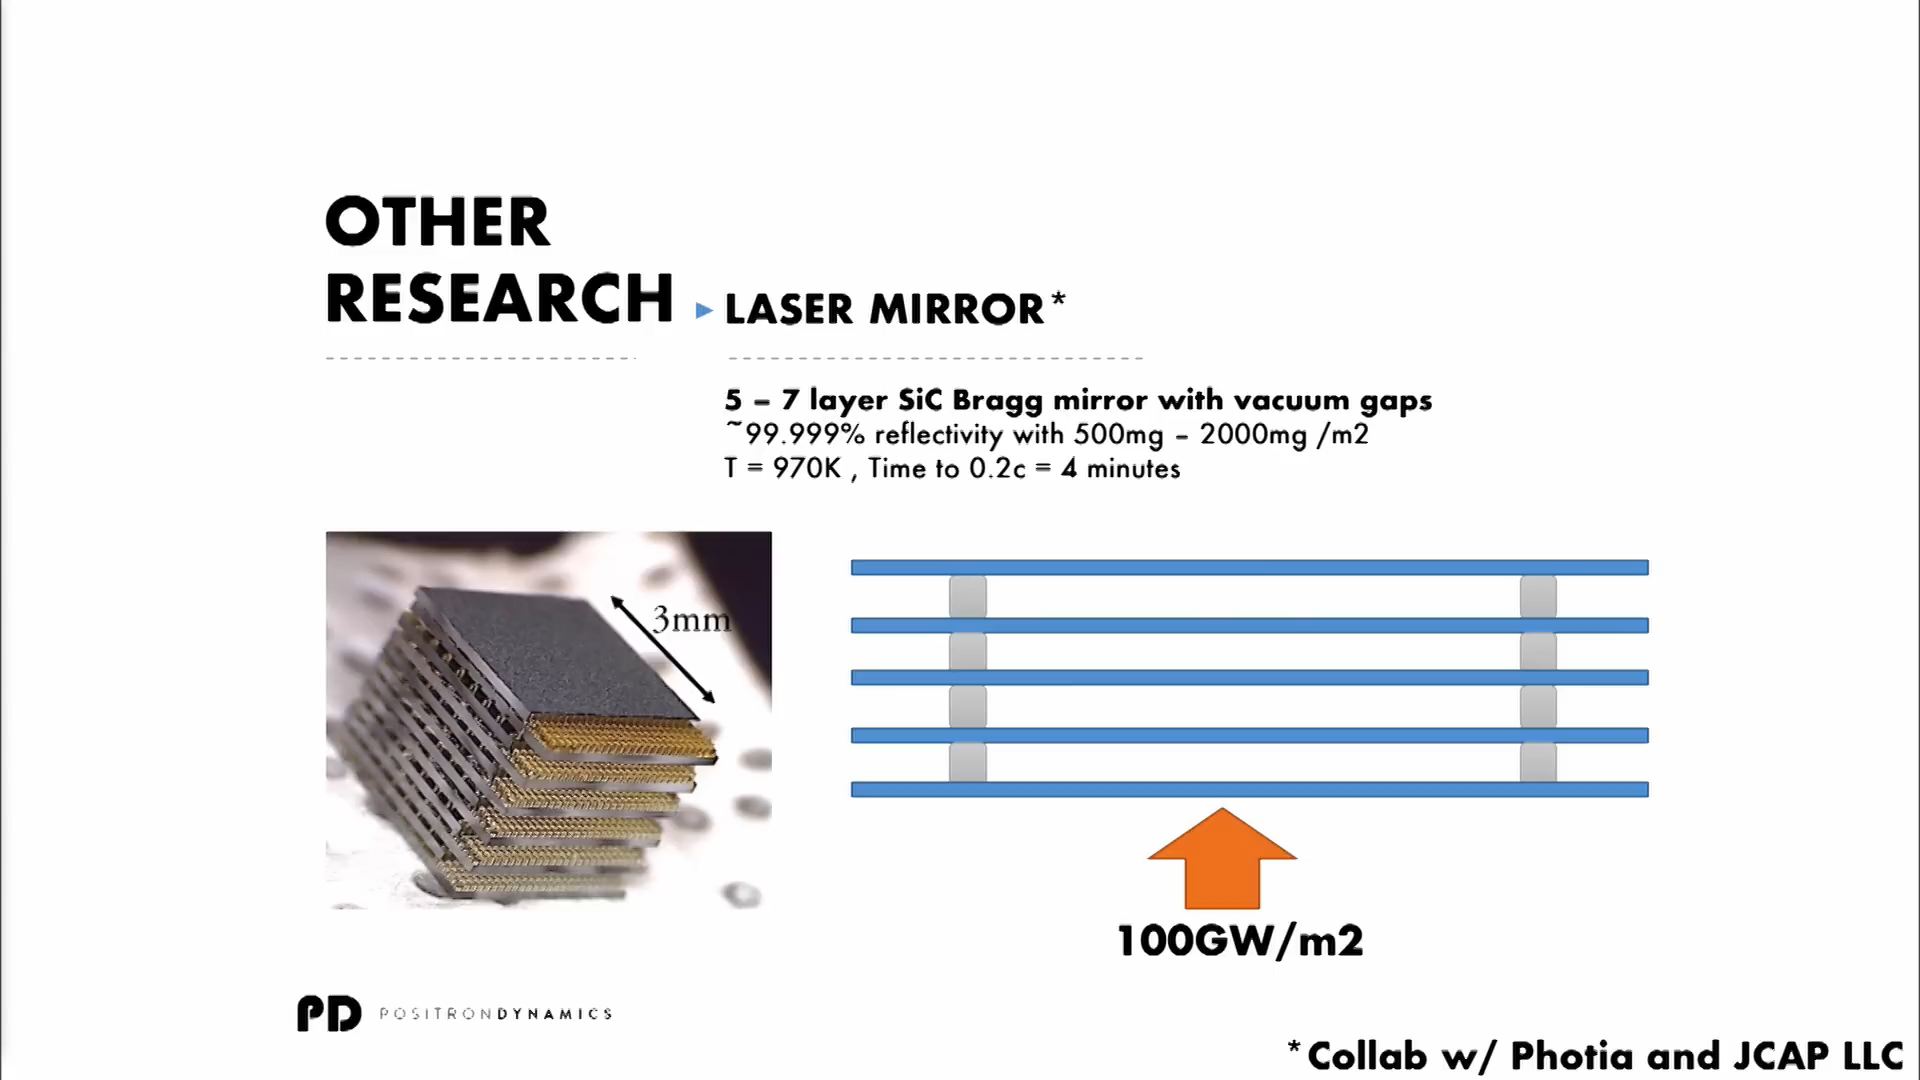 OTHER
RESEARCH
LASER MIRROR*
5 – 7 layer SiC Bragg mirror with vacuum gaps
~99.999% reflectivity with 500mg – 2000mg /m2
T = 970K , Time to 0.2c = 4 minutes
3mm
100GW/m2
PD POSITRONDYNAMICS
*Collab w/ Photia and JCAP LLC